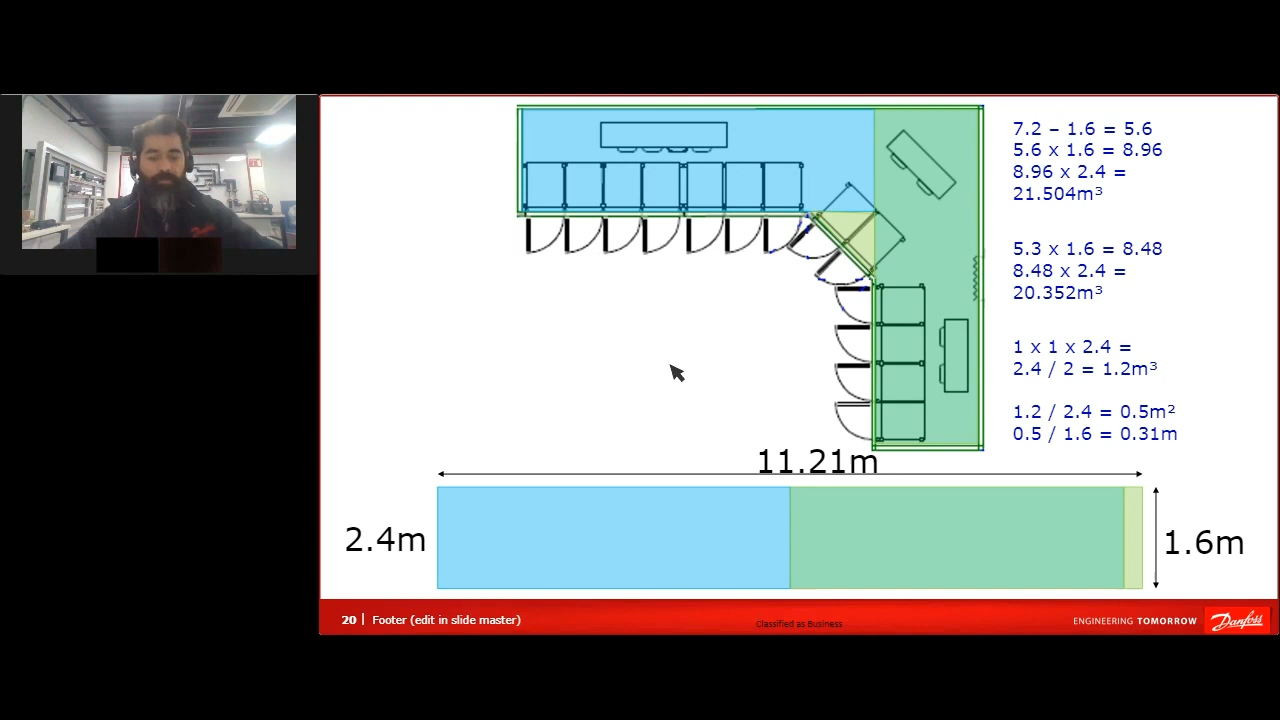 7.2 – 1.6 = 5.6
5.6 x 1.6 = 8.96
8.96 x 2.4 =
21.504m³
5.3 x 1.6 = 8.48
8.48 x 2.4 =
20.352m³
1 x 1 x 2.4 =
2.4 / 2 = 1.2m³
1.2 / 2.4 = 0.5m²
0.5 / 1.6 = 0.31m
11.21m
2.4m
1.6m
20 | Footer (edit in slide master)
Classified as Business
ENGINEERING TOMORROW
Danfoss